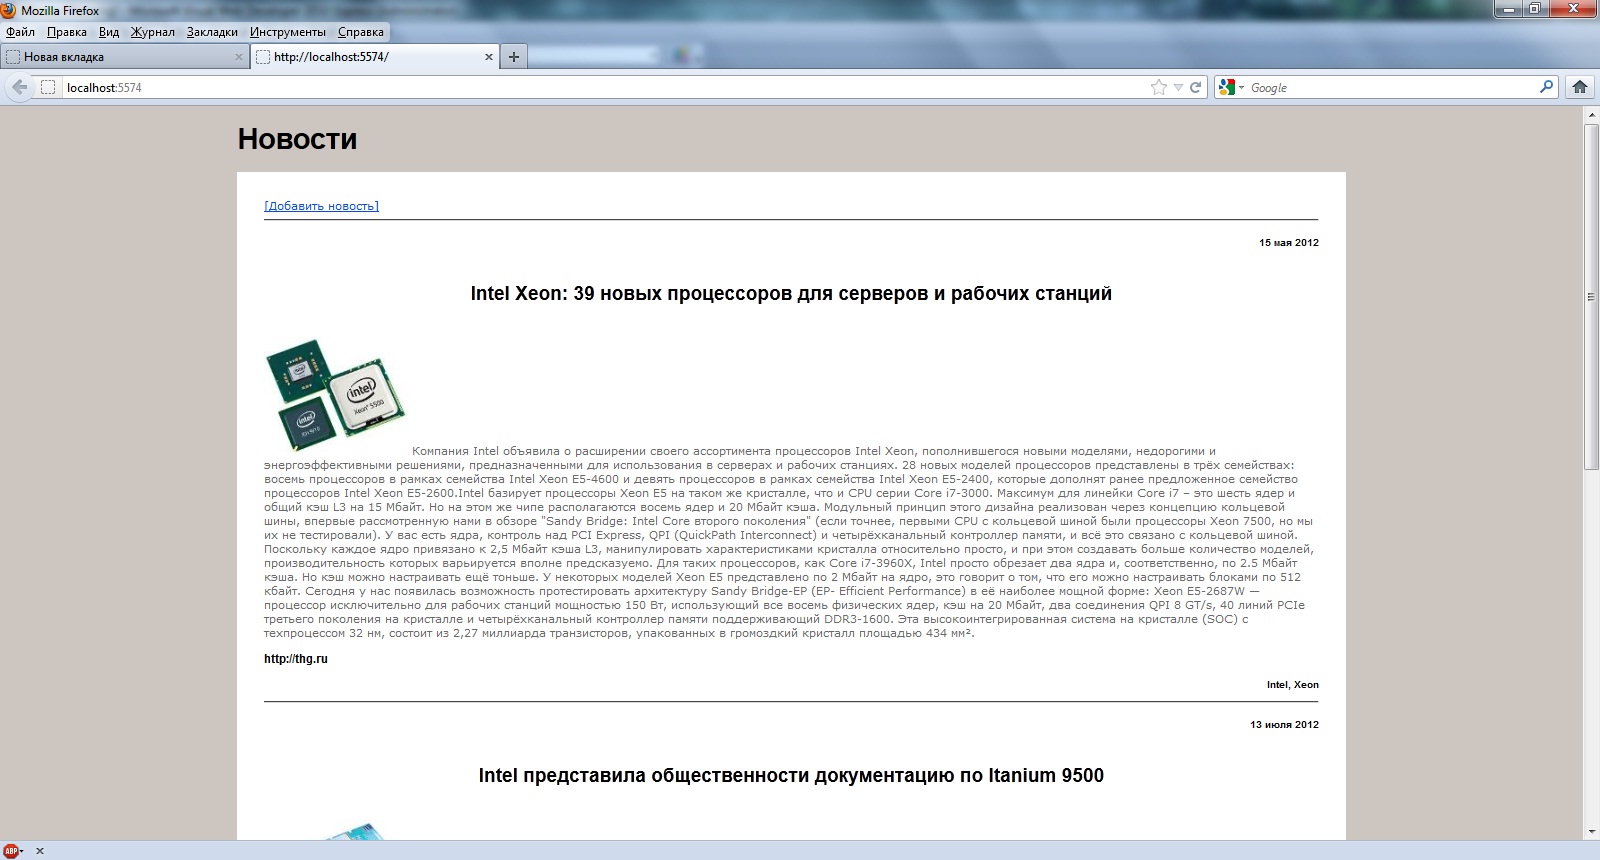 Mozilla Firefox
Файл Правка Вид Журнал Закладки Инструменты Справка
Новая вкладка
http://localhost:5574/
localhost:5574
Google
Новости
[Добавить новость]
15 мая 2012
Intel Xeon: 39 новых процессоров для серверов и рабочих станций
intel
intel
Xeon® 5500
intel
Компания Intel объявила о расширении своего ассортимента процессоров Intel Xeon, пополнившегося новыми моделями, недорогими и
энергоэффективными решениями, предназначенными для использования в серверах и рабочих станциях. 28 новых моделей процессоров представлены в трёх семействах:
восемь процессоров в рамках семейства Intel Xeon E5-4600 и девять процессоров в рамках семейства Intel Xeon E5-2400, которые дополнят ранее предложенное семейство
процессоров Intel Xeon E5-2600.Intel базирует процессоры Xeon E5 на таком же кристалле, что и CPU серии Core i7-3000. Максимум для линейки Core i7 – это шесть ядер и
общий кэш L3 на 15 Мбайт. Но на этом же чипе располагаются восемь ядер и 20 Мбайт кэша. Модульный принцип этого дизайна реализован через концепцию кольцевой
шины, впервые рассмотренную нами в обзоре "Sandy Bridge: Intel Core второго поколения" (если точнее, первыми CPU с кольцевой шиной были процессоры Xeon 7500, но мы
их не тестировали). У вас есть ядра, контроль над PCI Express, QPI (QuickPath Interconnect) и четырёхканальный контроллер памяти, и всё это связано с кольцевой шиной.
Поскольку каждое ядро привязано к 2,5 Мбайт кэша L3, манипулировать характеристиками кристалла относительно просто, и при этом создавать больше количество моделей,
производительность которых варьируется вполне предсказуемо. Для таких процессоров, как Core i7-3960X, Intel просто обрезает два ядра и, соответственно, по 2.5 Мбайт
кэша. Но кэш можно настраивать ещё тоньше. У некоторых моделей Xeon E5 представлено по 2 Мбайт на ядро, это говорит о том, что его можно настраивать блоками по 512
кбайт. Сегодня у нас появилась возможность протестировать архитектуру Sandy Bridge-EP (EP- Efficient Performance) в её наиболее мощной форме: Xeon E5-2687W —
процессор исключительно для рабочих станций мощностью 150 Вт, использующий все восемь физических ядер, кэш на 20 Мбайт, два соединения QPI 8 GT/s, 40 линий PCIe
третьего поколения на кристалле и четырёхканальный контроллер памяти поддерживающий DDR3-1600. Эта высокоинтегрированная система на кристалле (SOC) с
техпроцессом 32 нм, состоит из 2,27 миллиарда транзисторов, упакованных в громоздкий кристалл площадью 434 мм².
http://thg.ru
Intel, Xeon
13 июля 2012
Intel представила общественности документацию по Itanium 9500
ABP